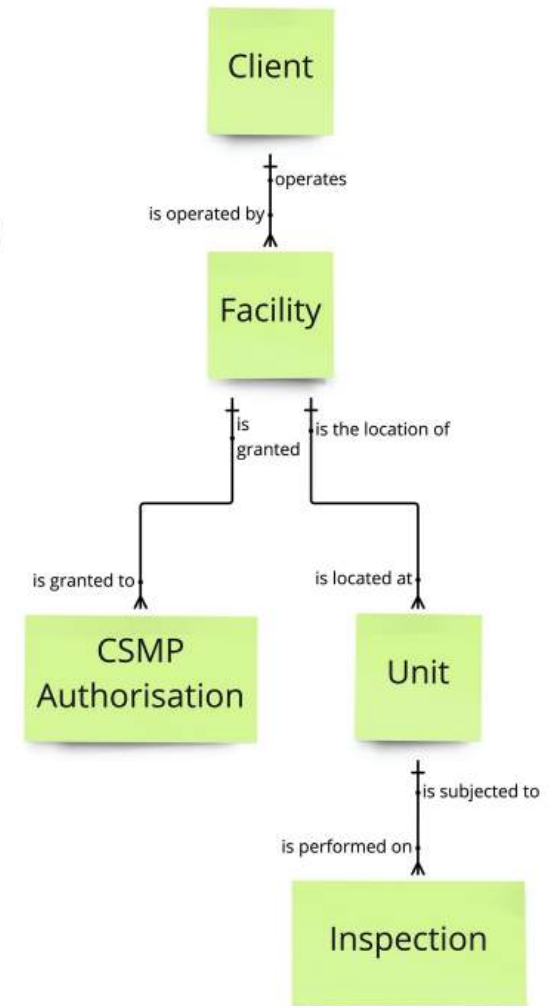 Client
operates
is operated by
Facility
is
granted
is the location of
is granted to
is located at
CSMP
Authorisation
Unit
is subjected to
is performed on
Inspection